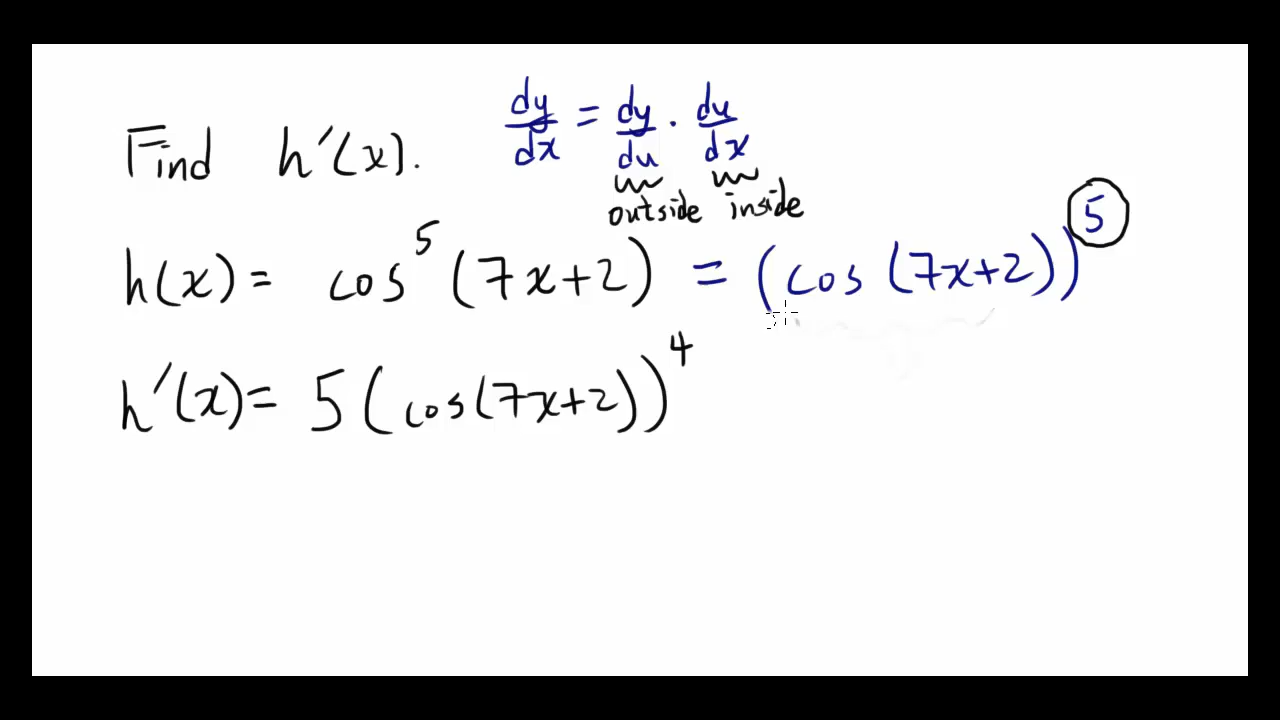 dy/dx = dy/du · du/dx
Find h'(x).
outside inside
h(x) = cos⁵(7x+2) = (cos(7x+2))⁵
h'(x) = 5(cos(7x+2))⁴